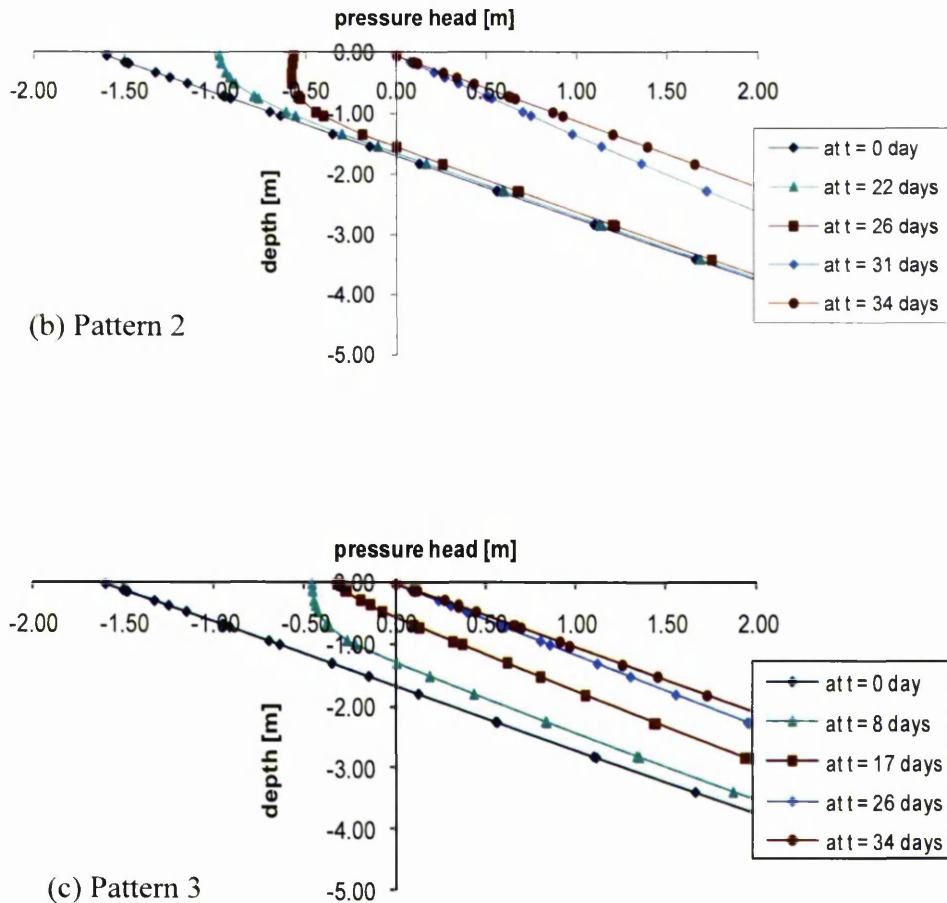 pressure head [m]
0.00
-2.00 -1.50 -1.00 -0.50 0.00 0.50 1.00 1.50 2.00
-1.00
-2.00
-3.00
-4.00
-5.00
depth [m]
at t = 0 day
at t = 22 days
at t = 26 days
at t = 31 days
at t = 34 days
(b) Pattern 2
pressure head [m]
0.00
-2.00 -1.50 -1.00 -0.50 0.00 0.50 1.00 1.50 2.00
-1.00
-2.00
-3.00
-4.00
-5.00
depth [m]
at t = 0 day
at t = 8 days
at t = 17 days
at t = 26 days
at t = 34 days
(c) Pattern 3